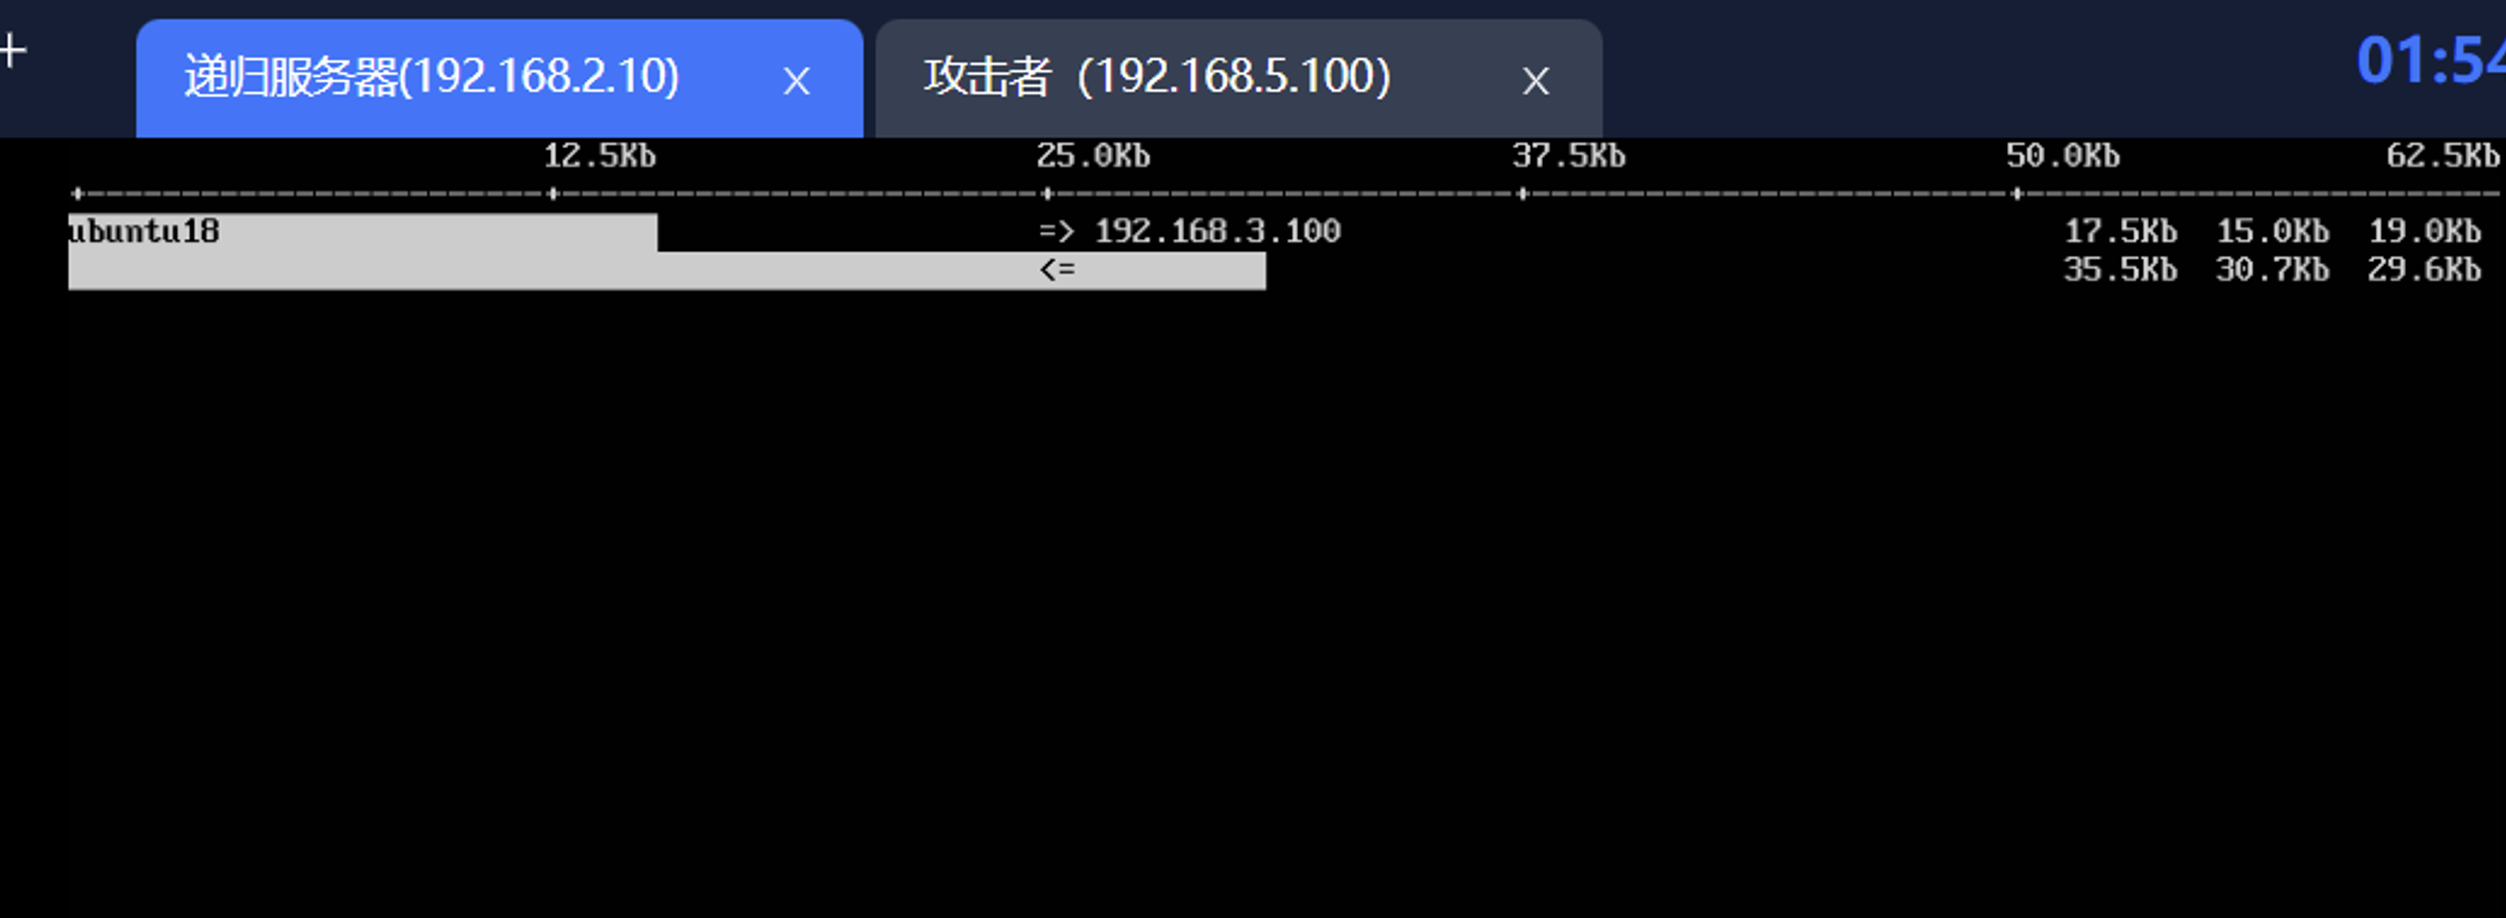 + 递归服务器(192.168.2.10) X 攻击者（192.168.5.100） X 01:54
12.5Kb 25.0Kb 37.5Kb 50.0Kb 62.5Kb
ubuntu18 => 192.168.3.100 17.5Kb 15.0Kb 19.0Kb
<= 35.5Kb 30.7Kb 29.6Kb